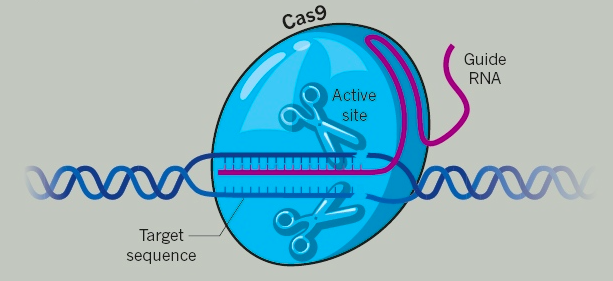 Cas9
Guide
RNA
Active
site
Target
sequence